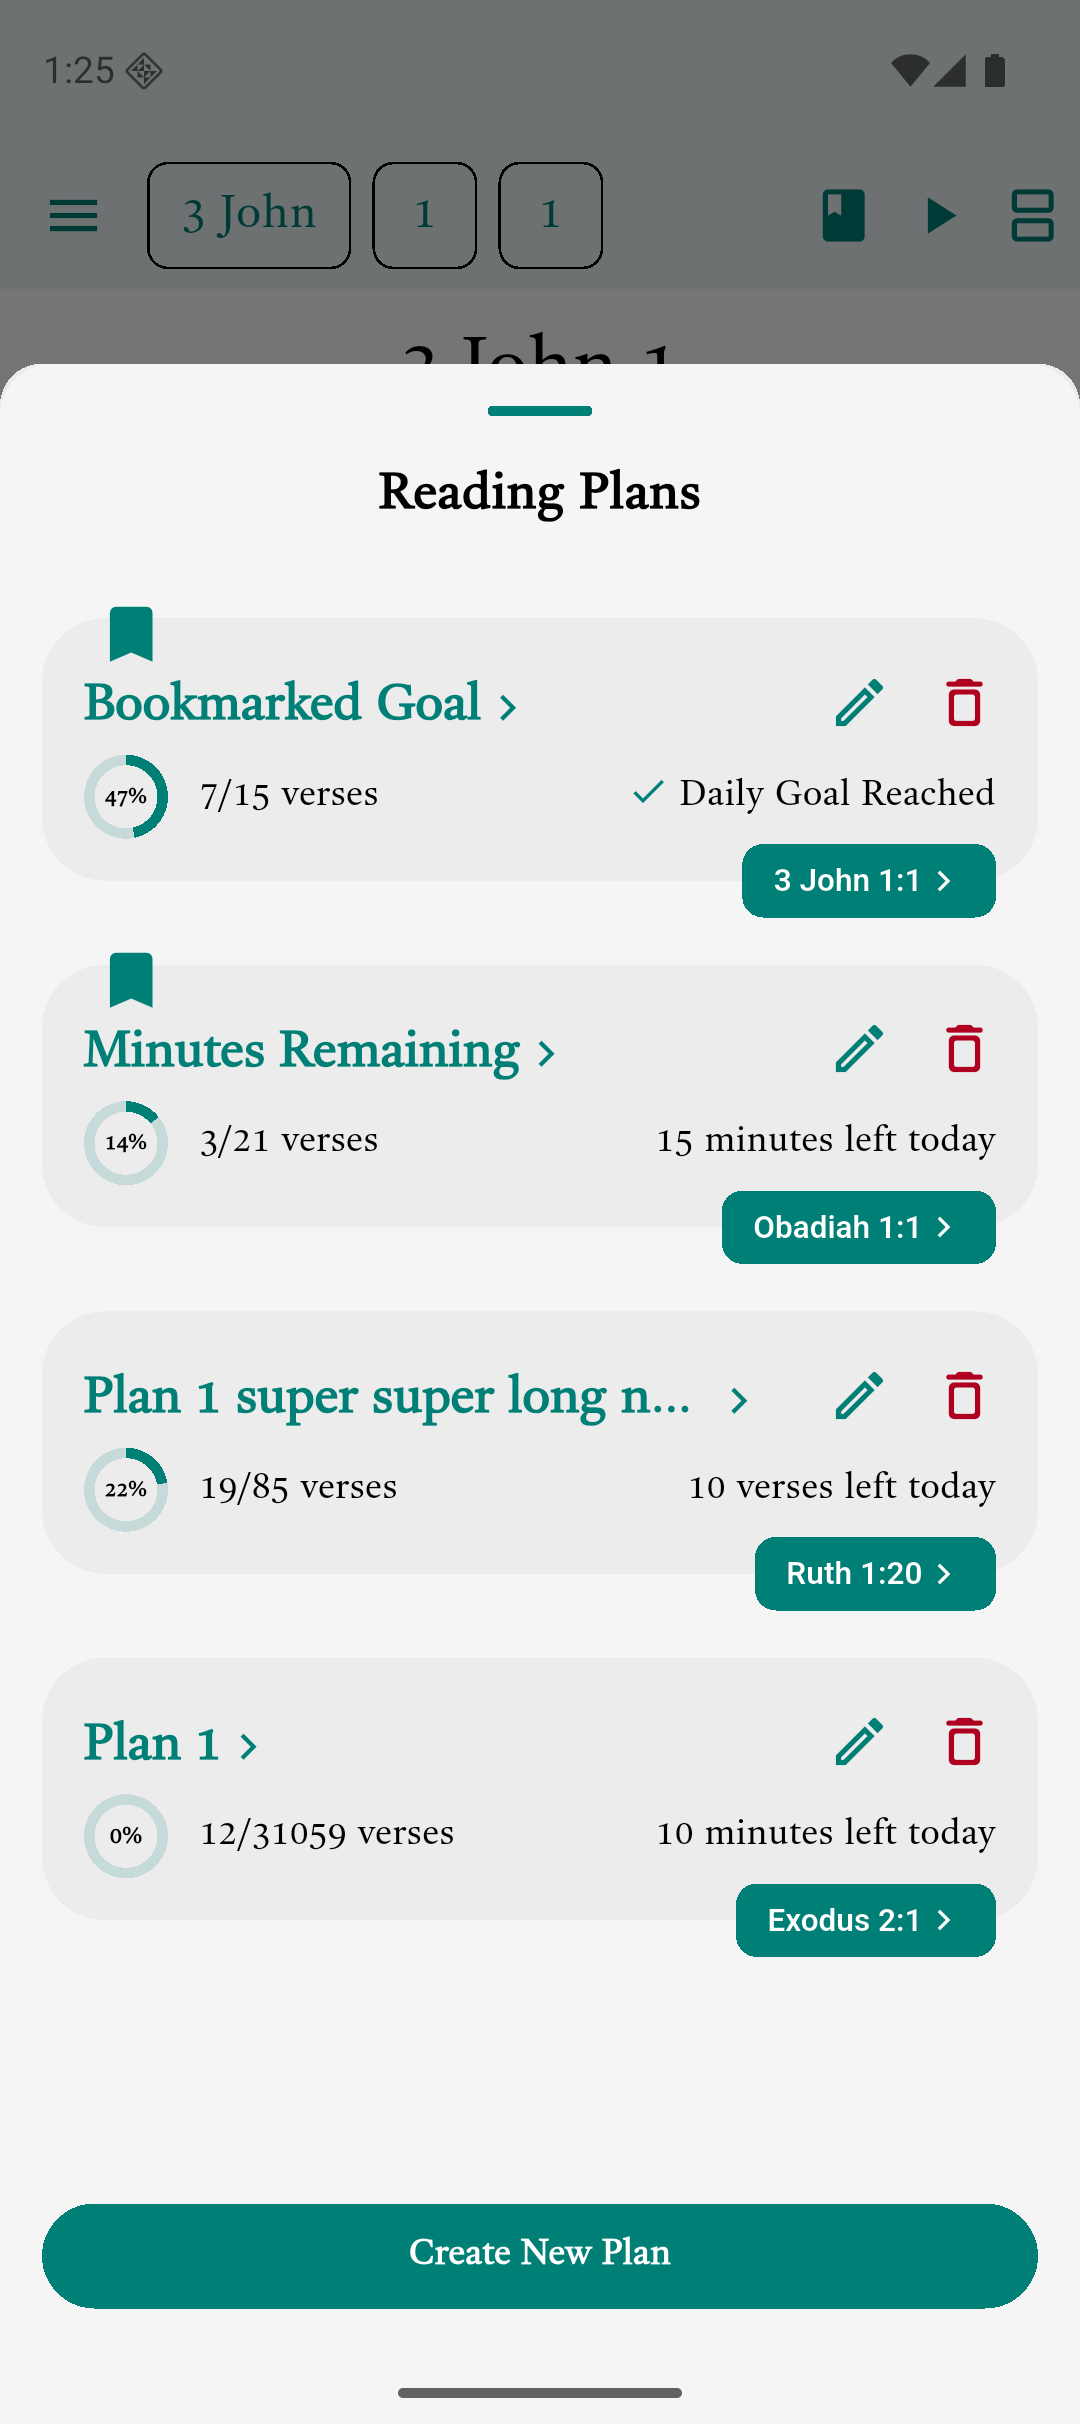 1:25
3 John 1 1
3 John 1
Reading Plans
Bookmarked Goal
47% 7/15 verses Daily Goal Reached
3 John 1:1
Minutes Remaining
14% 3/21 verses 15 minutes left today
Obadiah 1:1
Plan 1 super super long n...
22% 19/85 verses 10 verses left today
Ruth 1:20
Plan 1
0% 12/31059 verses 10 minutes left today
Exodus 2:1
Create New Plan